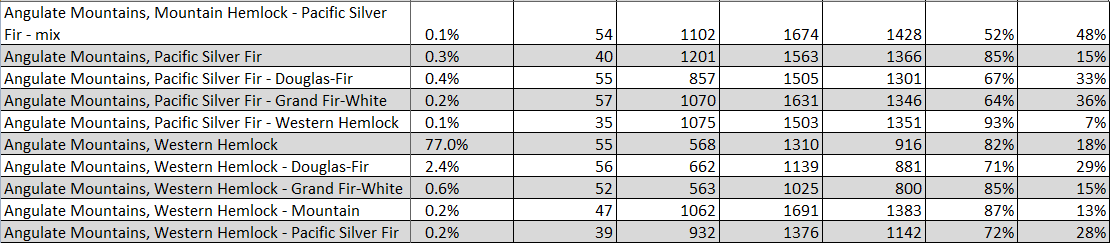 Angulate Mountains, Mountain Hemlock - Pacific Silver
Fir - mix 0.1% 54 1102 1674 1428 52% 48%
Angulate Mountains, Pacific Silver Fir 0.3% 40 1201 1563 1366 85% 15%
Angulate Mountains, Pacific Silver Fir - Douglas-Fir 0.4% 55 857 1505 1301 67% 33%
Angulate Mountains, Pacific Silver Fir - Grand Fir-White 0.2% 57 1070 1631 1346 64% 36%
Angulate Mountains, Pacific Silver Fir - Western Hemlock 0.1% 35 1075 1503 1351 93% 7%
Angulate Mountains, Western Hemlock 77.0% 55 568 1310 916 82% 18%
Angulate Mountains, Western Hemlock - Douglas-Fir 2.4% 56 662 1139 881 71% 29%
Angulate Mountains, Western Hemlock - Grand Fir-White 0.6% 52 563 1025 800 85% 15%
Angulate Mountains, Western Hemlock - Mountain 0.2% 47 1062 1691 1383 87% 13%
Angulate Mountains, Western Hemlock - Pacific Silver Fir 0.2% 39 932 1376 1142 72% 28%